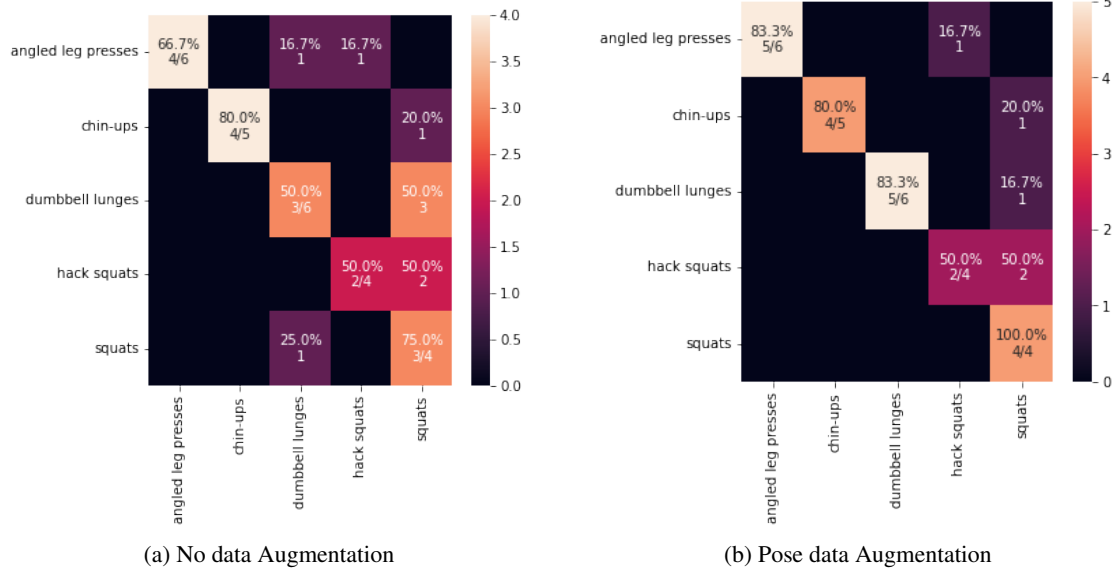 angled leg presses
chin-ups
dumbbell lunges
hack squats
squats
66.7% 16.7% 16.7%
4/6 1 1
80.0% 20.0%
4/5 1
50.0% 50.0%
3/6 3
50.0% 50.0%
2/4 2
25.0% 75.0%
1 3/4
angled leg presses
chin-ups
dumbbell lunges
hack squats
squats
4.0
3.5
3.0
2.5
2.0
1.5
1.0
0.5
0.0
(a) No data Augmentation
angled leg presses
chin-ups
dumbbell lunges
hack squats
squats
83.3% 16.7%
5/6 1
80.0% 20.0%
4/5 1
83.3% 16.7%
5/6 1
50.0% 50.0%
2/4 2
100.0%
4/4
angled leg presses
chin-ups
dumbbell lunges
hack squats
squats
5
4
3
2
1
0
(b) Pose data Augmentation